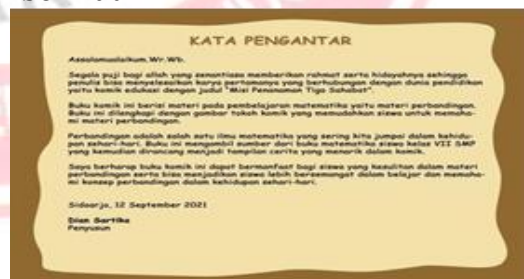 KATA PENGANTAR
Assalamualaikum.Wr.Wb.
Segala puji bagi allah yang senantiasa memberikan rahmat serta hidayahnya sehingga
penulis bisa menyelesaikan karya pertamanya yang berhubungan dengan dunia pendidikan
yaitu komik edukasi dengan judul "Misi Penanaman Tiga Sahabat".
Buku komik ini berisi materi pada pembelajaran matematika yaitu materi perbandingan.
Buku ini dilengkapi dengan gambar tokoh komik yang memudahkan siswa untuk memaha-
mi materi perbandingan.
Perbandingan adalah salah satu ilmu matematika yang sering kita jumpai dalam kehidu-
pan sehari-hari. Buku ini mengambil sumber dari buku matematika siswa kelas VII SMP
yang kemudian dirancang menjadi tampilan cerita yang menarik dalam komik.
Saya berharap buku komik ini dapat bermanfaat bagi siswa yang kesulitan dalam materi
perbandingan serta bisa menjadikan siswa lebih bersemangat dalam belajar dan memaha-
mi konsep perbandingan dalam kehidupan sehari-hari.
Sidoarjo, 12 September 2021
Dian Sartika
Penyusun